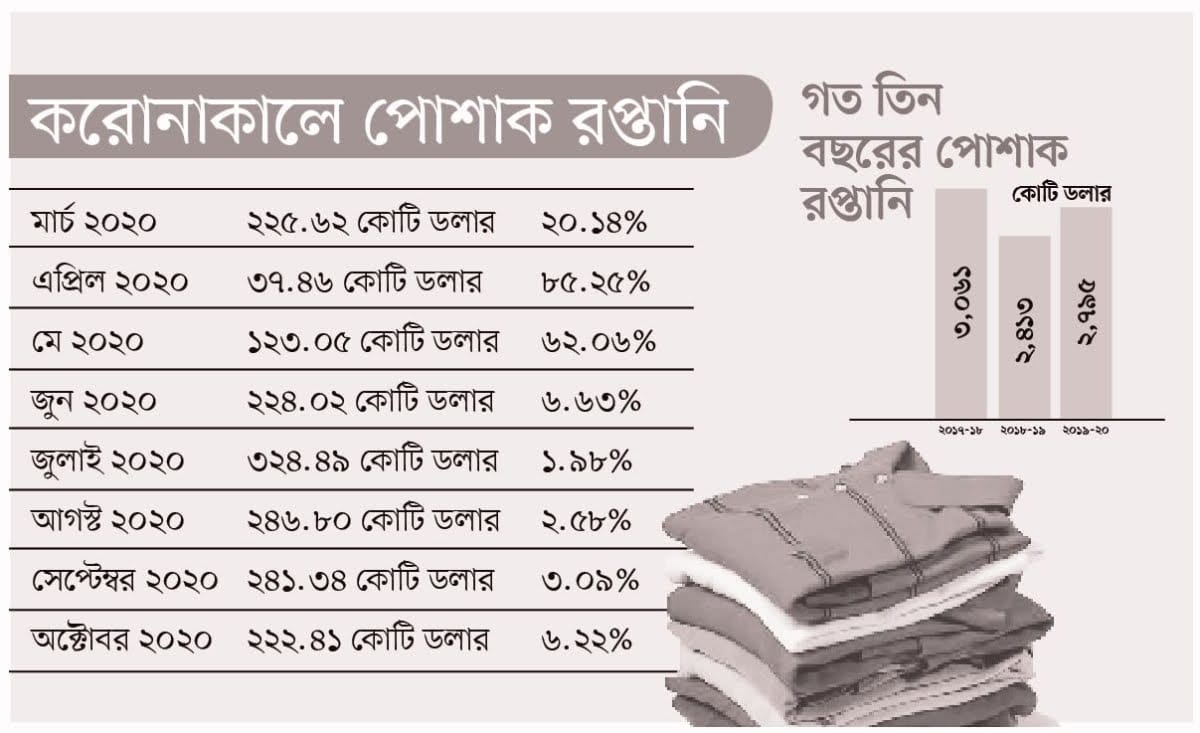 করোনাকালে পোশাক রপ্তানি
মার্চ ২০২০ ২২৫.৬২ কোটি ডলার ২০.১৪%
এপ্রিল ২০২০ ৩৭.৪৬ কোটি ডলার ৮৫.২৫%
মে ২০২০ ১২৩.০৫ কোটি ডলার ৬২.০৬%
জুন ২০২০ ২২৪.০২ কোটি ডলার ৬.৬৩%
জুলাই ২০২০ ৩২৪.৪৯ কোটি ডলার ১.৯৮%
আগস্ট ২০২০ ২৪৬.৮০ কোটি ডলার ২.৫৮%
সেপ্টেম্বর ২০২০ ২৪১.৩৪ কোটি ডলার ৩.০৯%
অক্টোবর ২০২০ ২২২.৪১ কোটি ডলার ৬.২২%
গত তিন
বছরের পোশাক
রপ্তানি
কোটি ডলার
৩,০৬১
২,৪১৩
২,৭৯৫
২০১৭-১৮ ২০১৮-১৯ ২০১৯-২০